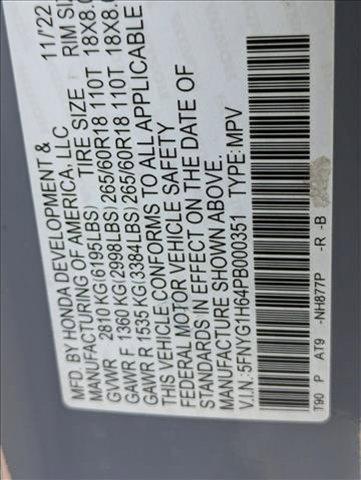 MFD. BY HONDA DEVELOPMENT & 11/22
MANUFACTURING OF AMERICA, LLC
TIRE SIZE RIM SIZ
GVWR 2810 KG(6195LBS)
GAWR F 1360 KG(2998LBS) 265/60R18 110T 18X8.0
GAWR R 1535 KG(3384LBS) 265/60R18 110T 18X8.0
THIS VEHICLE CONFORMS TO ALL APPLICABLE
FEDERAL MOTOR VEHICLE SAFETY
STANDARDS IN EFFECT ON THE DATE OF
MANUFACTURE SHOWN ABOVE.
V.I.N.:5FNYG1H64PB000351 TYPE:MPV
T90 P AT9 -NH877P -R -B